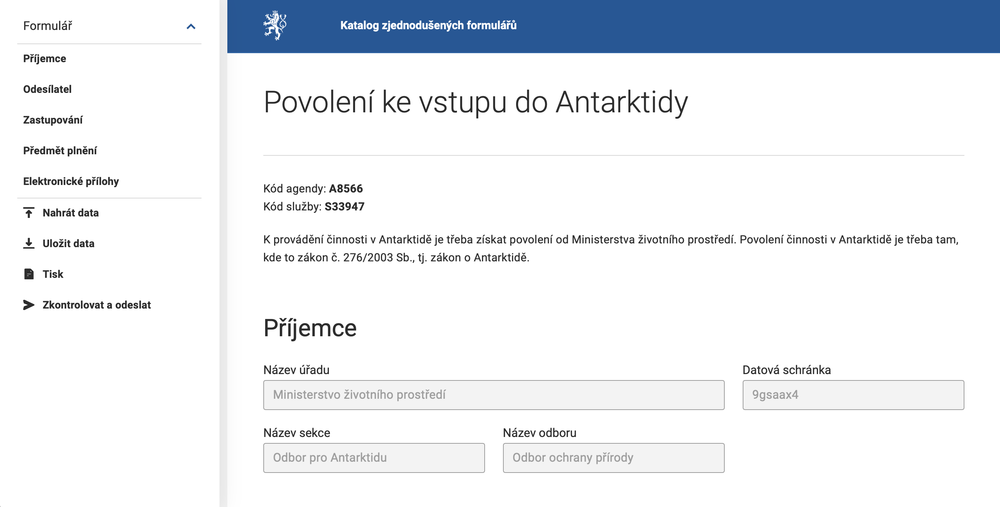 Formulář
Příjemce
Odesílatel
Zastupování
Předmět plnění
Elektronické přílohy
Nahrát data
Uložit data
Tisk
Zkontrolovat a odeslat
Katalog zjednodušených formulářů
Povolení ke vstupu do Antarktidy
Kód agendy: A8566
Kód služby: S33947
K provádění činnosti v Antarktidě je třeba získat povolení od Ministerstva životního prostředí. Povolení činnosti v Antarktidě je třeba tam,
kde to zákon č. 276/2003 Sb., tj. zákon o Antarktidě.
Příjemce
Název úřadu
Ministerstvo životního prostředí
Datová schránka
9gsaax4
Název sekce
Odbor pro Antarktidu
Název odboru
Odbor ochrany přírody